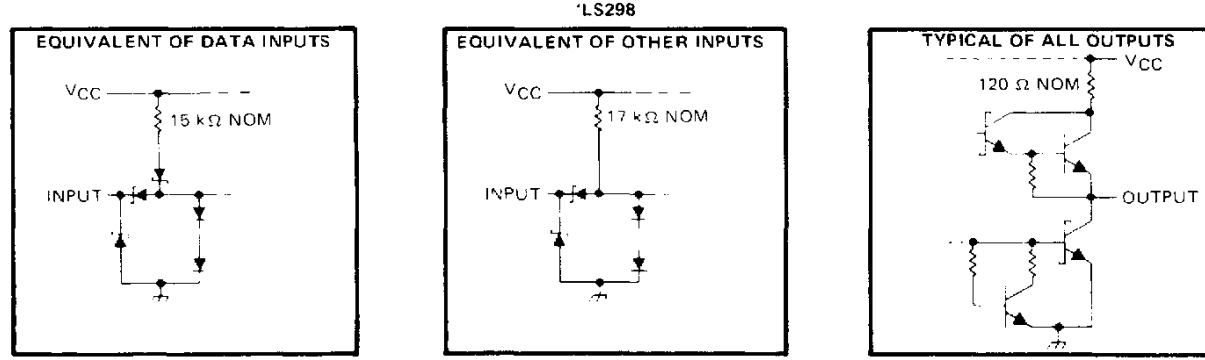 'LS298
EQUIVALENT OF DATA INPUTS
VCC
15 kΩ NOM
INPUT
EQUIVALENT OF OTHER INPUTS
VCC
17 kΩ NOM
INPUT
TYPICAL OF ALL OUTPUTS
VCC
120 Ω NOM
OUTPUT